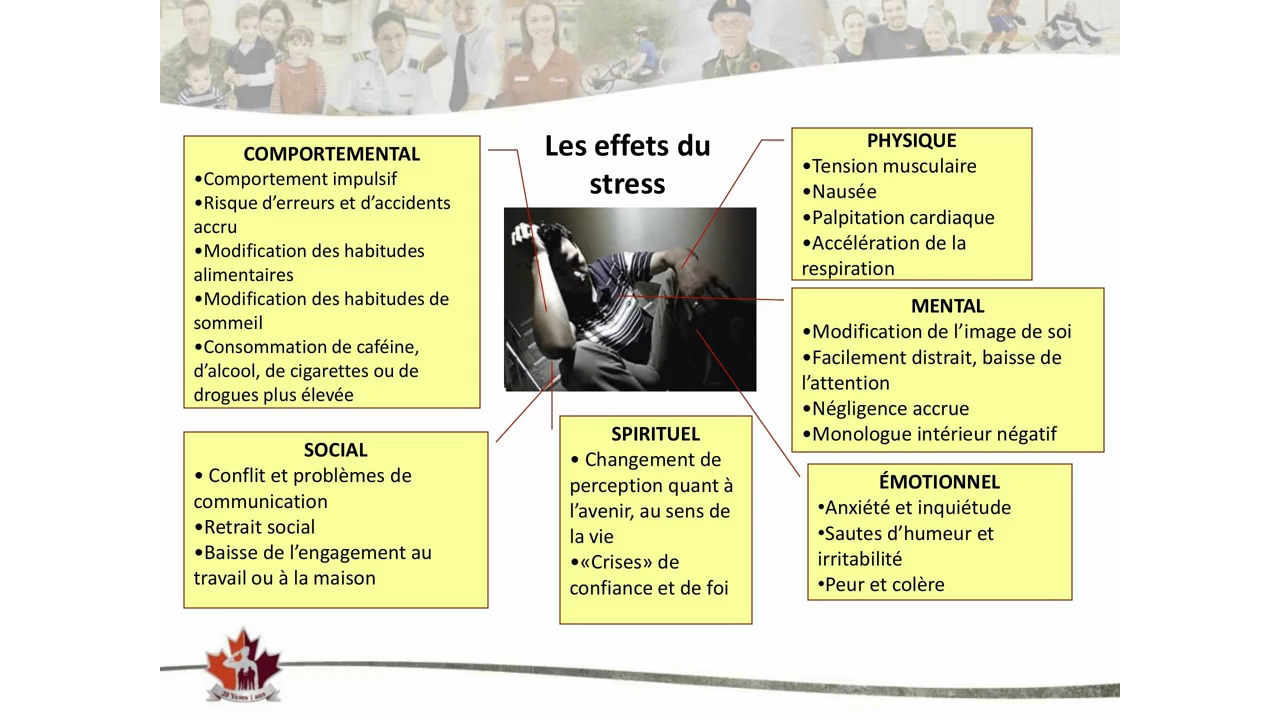 Les effets du
stress
COMPORTEMENTAL
•Comportement impulsif
•Risque d’erreurs et d’accidents
accru
•Modification des habitudes
alimentaires
•Modification des habitudes de
sommeil
•Consommation de caféine,
d’alcool, de cigarettes ou de
drogues plus élevée
PHYSIQUE
•Tension musculaire
•Nausée
•Palpitation cardiaque
•Accélération de la
respiration
MENTAL
•Modification de l’image de soi
•Facilement distrait, baisse de
l’attention
•Négligence accrue
•Monologue intérieur négatif
SOCIAL
• Conflit et problèmes de
communication
•Retrait social
•Baisse de l’engagement au
travail ou à la maison
SPIRITUEL
• Changement de
perception quant à
l’avenir, au sens de
la vie
•«Crises» de
confiance et de foi
ÉMOTIONNEL
•Anxiété et inquiétude
•Sautes d’humeur et
irritabilité
•Peur et colère